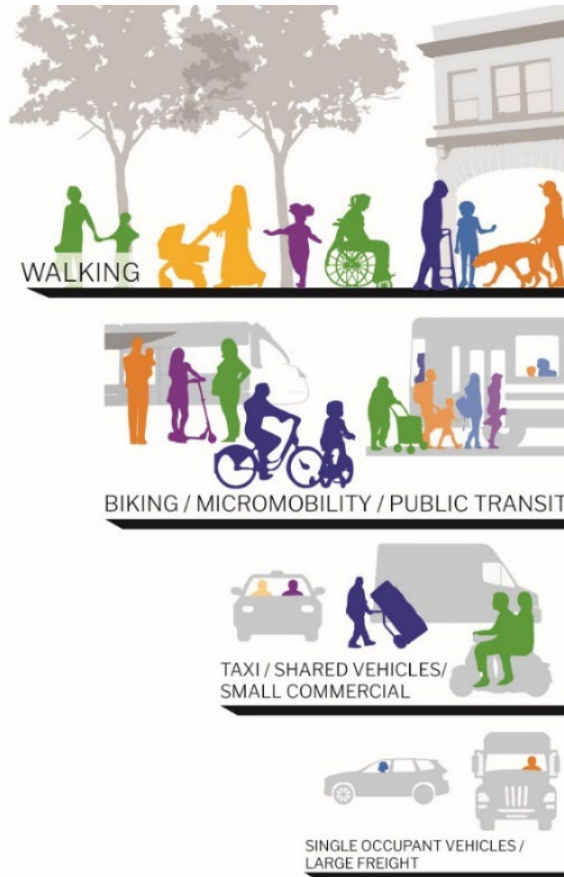 WALKING
BIKING / MICROMOBILITY / PUBLIC TRANSIT
TAXI / SHARED VEHICLES/
SMALL COMMERCIAL
SINGLE OCCUPANT VEHICLES /
LARGE FREIGHT